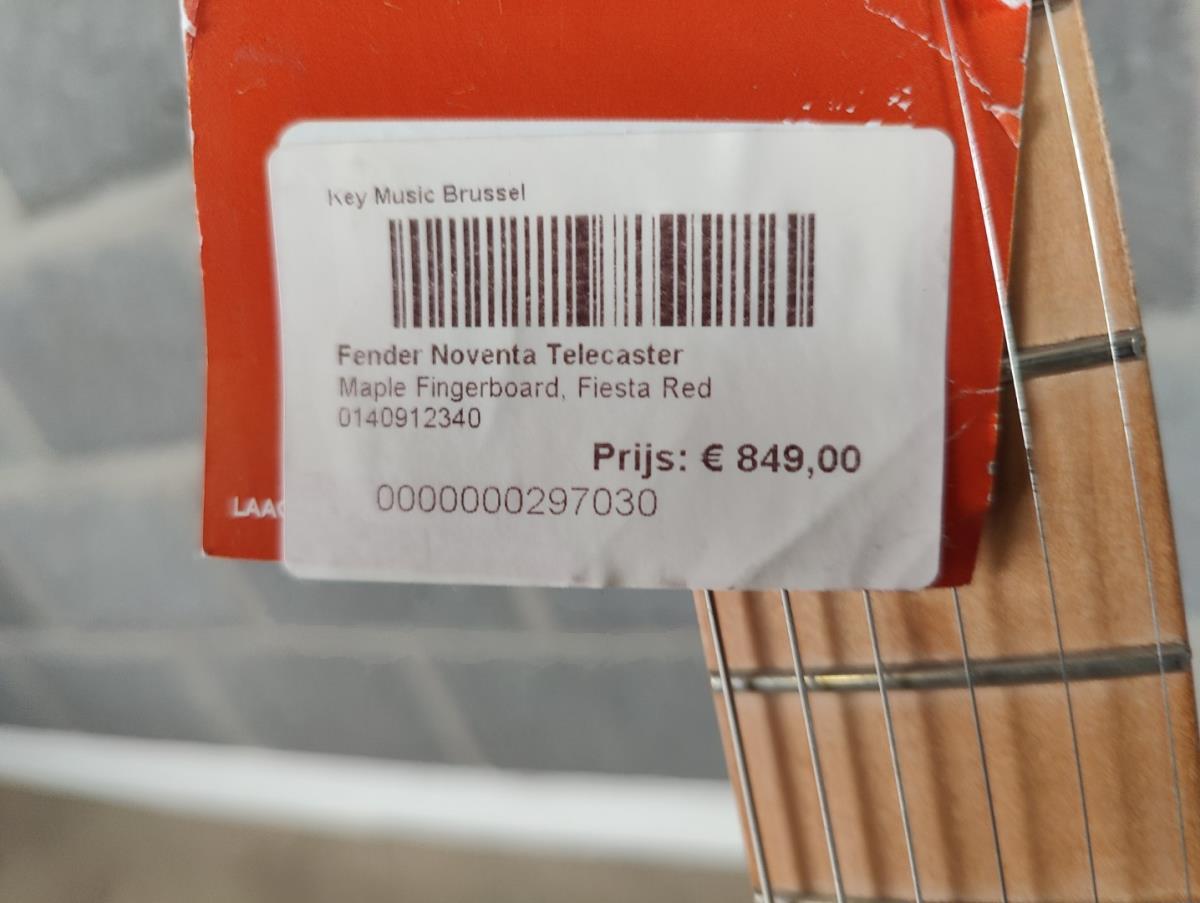 Key Music Brussel
Fender Noventa Telecaster
Maple Fingerboard, Fiesta Red
0140912340
Prijs: € 849,00
0000000297030